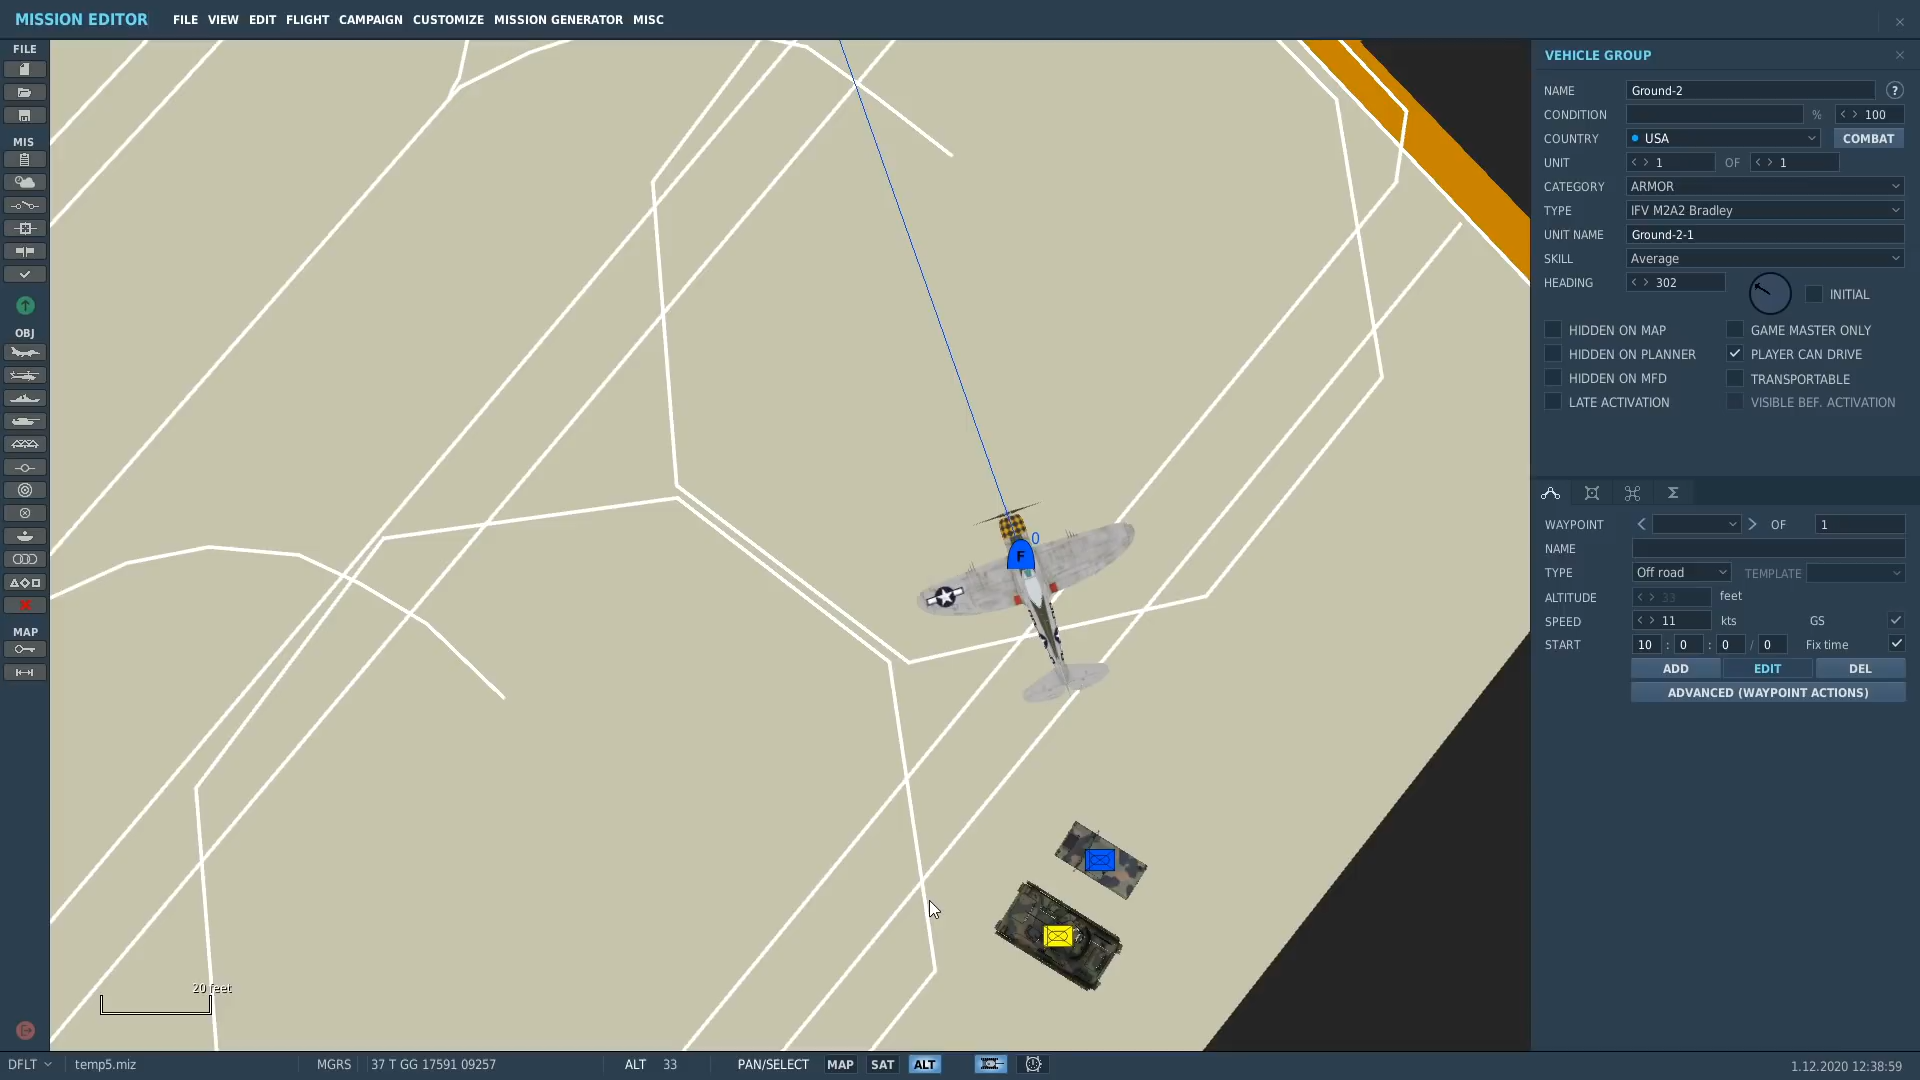 MISSION EDITOR FILE VIEW EDIT FLIGHT CAMPAIGN CUSTOMIZE MISSION GENERATOR MISC
FILE
MIS
OBJ
MAP
0
F
20 feet
VEHICLE GROUP
NAME Ground-2 ?
CONDITION % 100
COUNTRY USA COMBAT
UNIT 1 OF 1
CATEGORY ARMOR
TYPE IFV M2A2 Bradley
UNIT NAME Ground-2-1
SKILL Average
HEADING 302 INITIAL
HIDDEN ON MAP GAME MASTER ONLY
HIDDEN ON PLANNER PLAYER CAN DRIVE
HIDDEN ON MFD TRANSPORTABLE
LATE ACTIVATION VISIBLE BEF. ACTIVATION
WAYPOINT OF 1
NAME
TYPE Off road TEMPLATE
ALTITUDE 33 feet
SPEED 11 kts GS
START 10 : 0 : 0 / 0 Fix time
ADD EDIT DEL
ADVANCED (WAYPOINT ACTIONS)
DFLT temp5.miz MGRS 37 T GG 17591 09257 ALT 33 PAN/SELECT MAP SAT ALT 1.12.2020 12:38:59